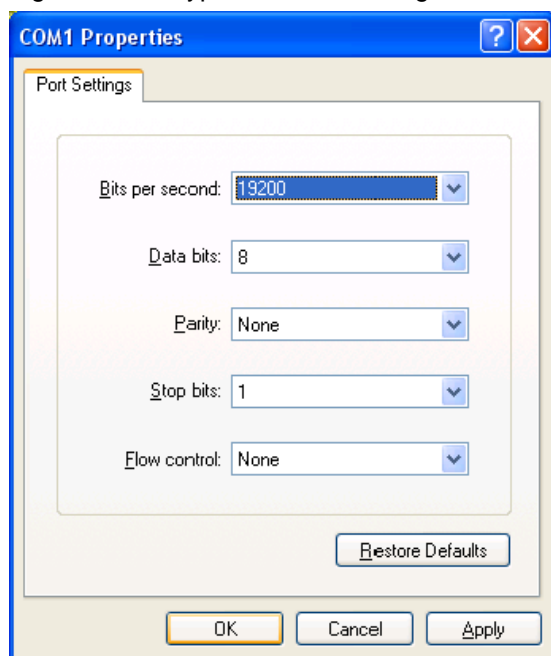 COM1 Properties
Port Settings
Bits per second: 19200
Data bits: 8
Parity: None
Stop bits: 1
Flow control: None
Restore Defaults
OK Cancel Apply